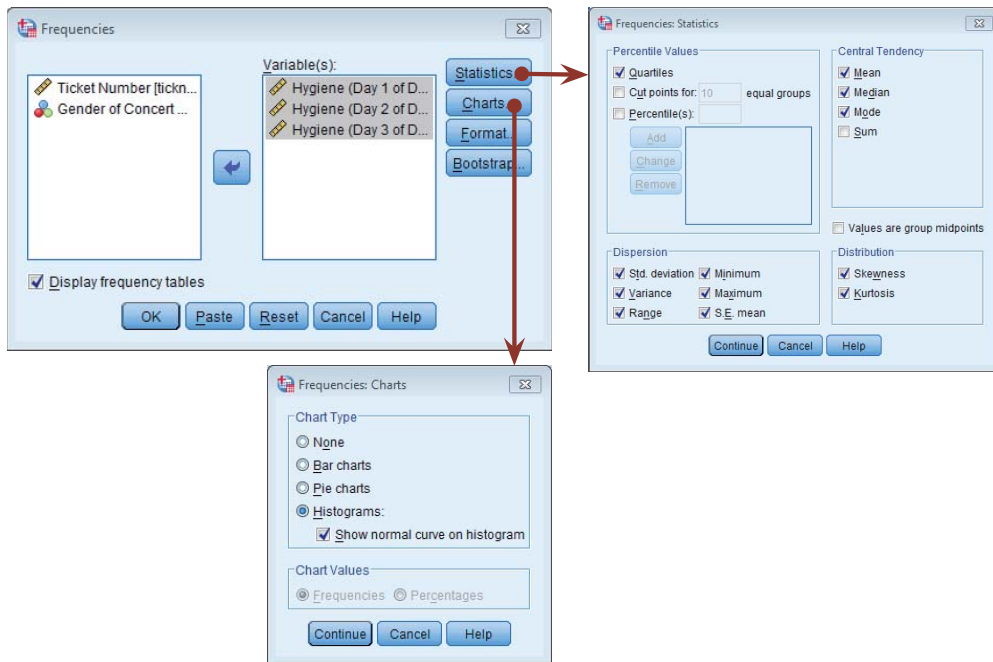 Frequencies
Variable(s):
Ticket Number [tickn...
Gender of Concert ...
Hygiene (Day 1 of D...
Hygiene (Day 2 of D...
Hygiene (Day 3 of D...
Statistics
Charts
Format...
Bootstrap...
Display frequency tables
OK Paste Reset Cancel Help
Frequencies: Statistics
Percentile Values
Quartiles
Cut points for: 10 equal groups
Percentile(s):
Add
Change
Remove
Central Tendency
Mean
Median
Mode
Sum
Values are group midpoints
Dispersion
Std. deviation Minimum
Variance Maximum
Range S.E. mean
Distribution
Skewness
Kurtosis
Continue Cancel Help
Frequencies: Charts
Chart Type
None
Bar charts
Pie charts
Histograms:
Show normal curve on histogram
Chart Values
Frequencies Percentages
Continue Cancel Help